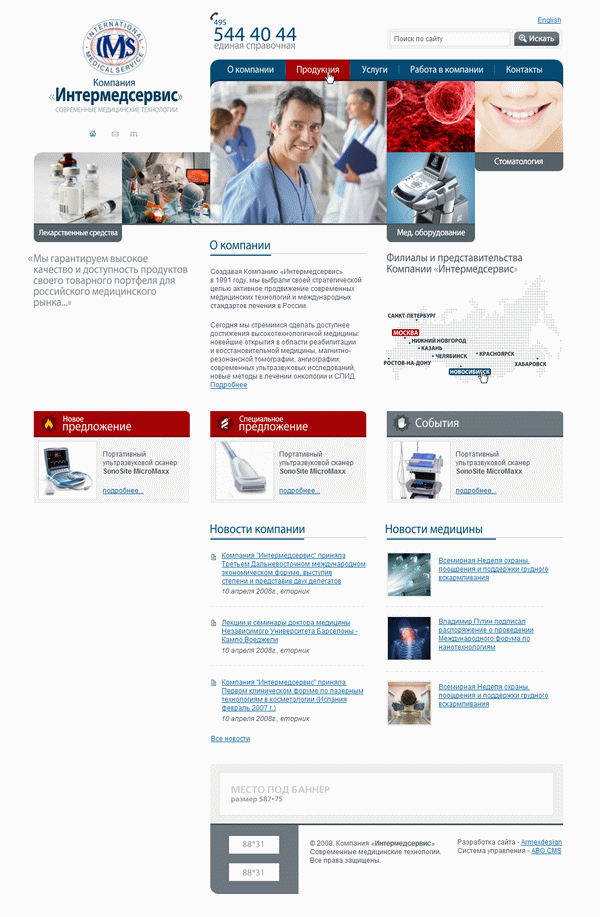 INTERNATIONAL
IMS
MEDICAL SERVICE
Компания
«Интермедсервис»
СОВРЕМЕННЫЕ МЕДИЦИНСКИЕ ТЕХНОЛОГИИ
495
544 40 44
единая справочная
English
Поиск по сайту
Искать
О компании
Продукция
Услуги
Работа в компании
Контакты
Стоматология
Лекарственные средства
Мед. оборудование
«Мы гарантируем высокое
качество и доступность продуктов
своего товарного портфеля для
российского медицинского
рынка...»
О компании
Создавая Компанию «Интермедсервис»
в 1991 году, мы выбрали своей стратегической
целью активное продвижение современных
медицинских технологий и международных
стандартов лечения в России.
Сегодня мы стремимся сделать доступнее
достижения высокотехнологичной медицины:
новейшие открытия в области реабилитации
и восстановительной медицины, магнитно-
резонансной томографии, ангиографии,
современных ультразвуковых исследований,
новые методы в лечении онкологии и СПИД.
Подробнее
Филиалы и представительства
Компании «Интермедсервис»
САНКТ-ПЕТЕРБУРГ
МОСКВА
НИЖНИЙ НОВГОРОД
КАЗАНЬ
ЧЕЛЯБИНСК
КРАСНОЯРСК
РОСТОВ-НА-ДОНУ
ХАБАРОВСК
НОВОСИБИРСК
Новое
предложение
Портативный
ультразвуковой сканер
SonoSite MicroMaxx
подробнее...
Специальное
предложение
Портативный
ультразвуковой сканер
SonoSite MicroMaxx
подробнее...
События
Портативный
ультразвуковой сканер
SonoSite MicroMaxx
подробнее...
Новости компании
Компания "Интермедсервис" приняла
Третьем Дальневосточном международном
экономическом форуме, выступив
степени и представив двух делегатов
10 апреля 2008г., вторник
Лекции и семинары доктора медицины
Независимого Университета Барселоны -
Кампо Воеджели
10 апреля 2008г., вторник
Компания "Интермедсервис" приняла.
Первом клиническом форуме по лазерным
технологиям в косметологии (Испания
февраль 2007 г.)
10 апреля 2008г., вторник
Все новости
Новости медицины
Всемирная Неделя охраны,
поощрения и поддержки грудного
вскармливания
Владимир Путин подписал
распоряжение о проведении
Международного форума по
нанотехнологиям
Всемирная Неделя охраны,
поощрения и поддержки грудного
вскармливания
МЕСТО ПОД БАННЕР
размер 587*75
88*31
88*31
© 2008. Компания «Интермедсервис»
Современные медицинские технологии.
Все права защищены.
Разработка сайта - Armexdesign
Система управления - ABO CMS